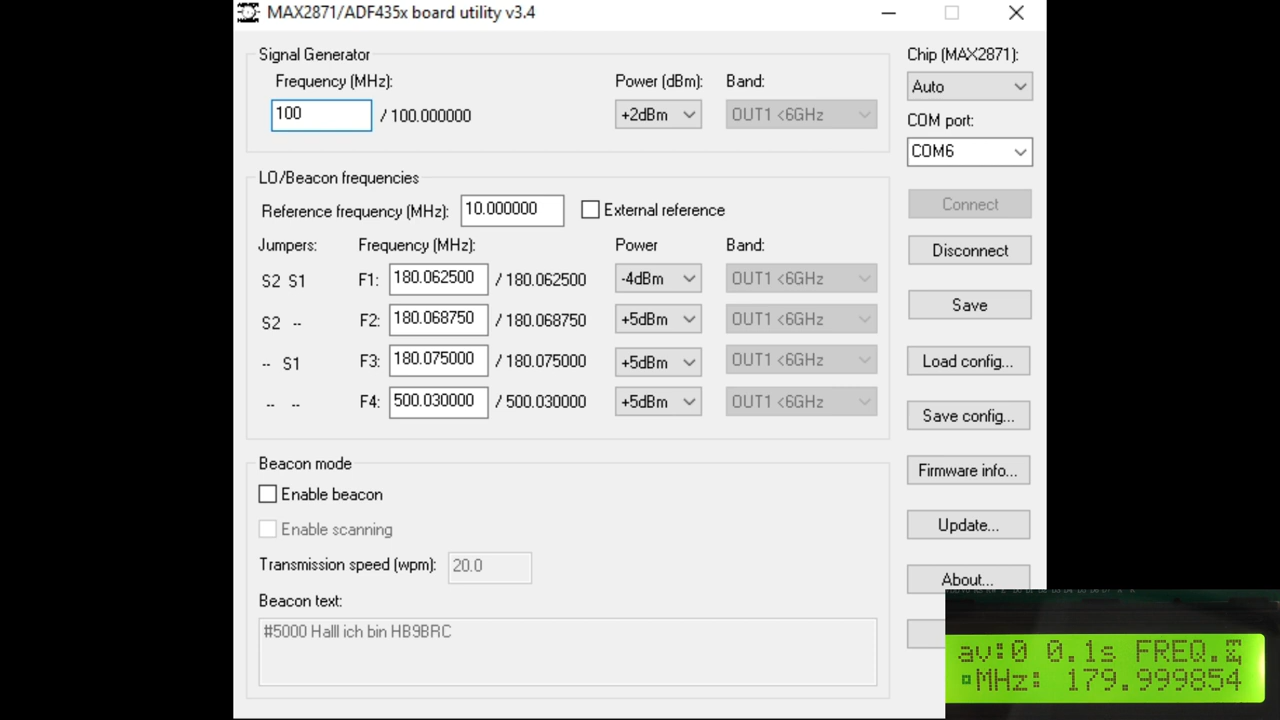 MAX2871/ADF435x board utility v3.4
Signal Generator
Frequency (MHz):
Power (dBm):
Band:
100
/ 100.000000
+2dBm
OUT1 <6GHz
Chip (MAX2871):
Auto
COM port:
COM6
Connect
Disconnect
Save
Load config...
Save config...
Firmware info...
Update...
About...
LO/Beacon frequencies
Reference frequency (MHz):
10.000000
External reference
Jumpers:
Frequency (MHz):
Power
Band:
S2 S1
F1:
180.062500
/ 180.062500
-4dBm
OUT1 <6GHz
S2 --
F2:
180.068750
/ 180.068750
+5dBm
OUT1 <6GHz
-- S1
F3:
180.075000
/ 180.075000
+5dBm
OUT1 <6GHz
-- --
F4:
500.030000
/ 500.030000
+5dBm
OUT1 <6GHz
Beacon mode
Enable beacon
Enable scanning
Transmission speed (wpm):
20.0
Beacon text:
#5000 Halll ich bin HB9BRC
av:0 0.1s FREQ.
MHz: 179.999854